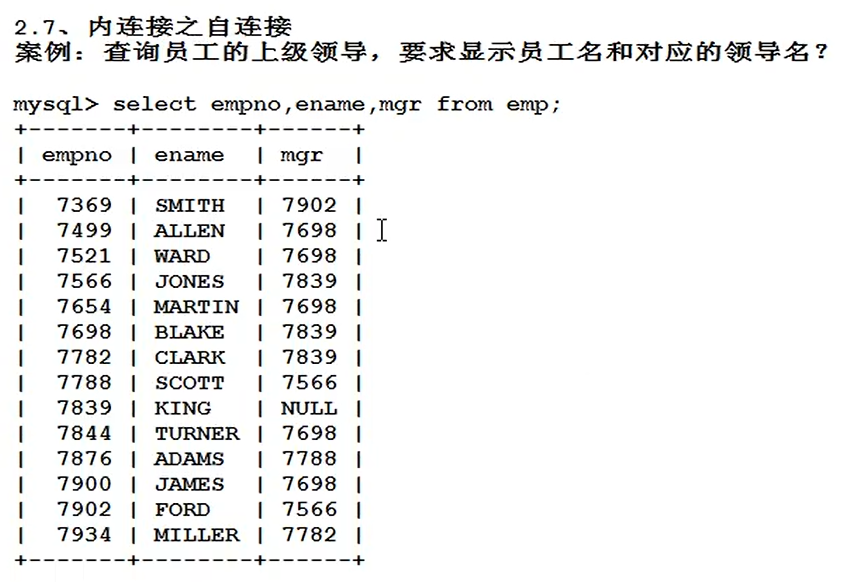 2.7、内连接之自连接
案例：查询员工的上级领导，要求显示员工名和对应的领导名？
mysql> select empno,ename,mgr from emp;
+-------+--------+------+
| empno | ename  | mgr  |
+-------+--------+------+
|  7369 | SMITH  | 7902 |
|  7499 | ALLEN  | 7698 |
|  7521 | WARD   | 7698 |
|  7566 | JONES  | 7839 |
|  7654 | MARTIN | 7698 |
|  7698 | BLAKE  | 7839 |
|  7782 | CLARK  | 7839 |
|  7788 | SCOTT  | 7566 |
|  7839 | KING   | NULL |
|  7844 | TURNER | 7698 |
|  7876 | ADAMS  | 7788 |
|  7900 | JAMES  | 7698 |
|  7902 | FORD   | 7566 |
|  7934 | MILLER | 7782 |
+-------+--------+------+